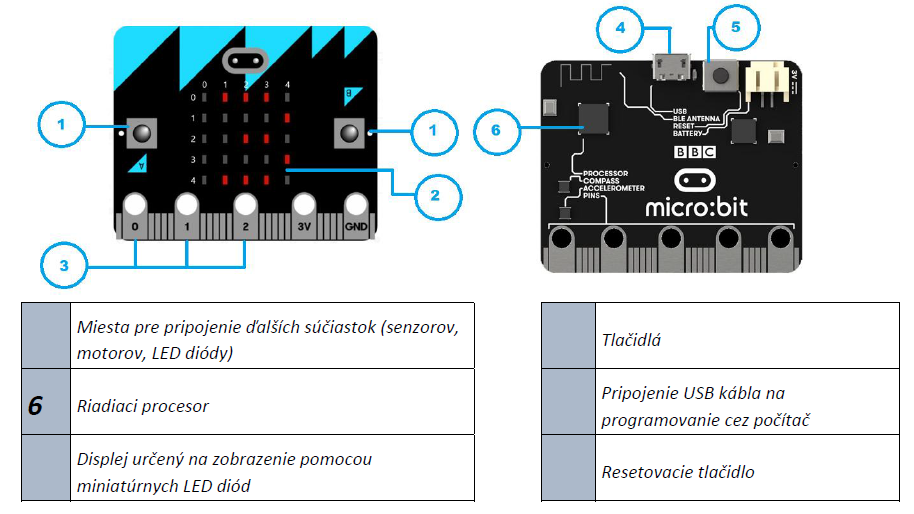 4
5
0 1 2 3 4
0
1
2
3
4
B
A
1
1
2
3
0 1 2 3V GND
6
USB
BLE ANTENNA
RESET
BATTERY
3V
BBC
PROCESSOR
COMPASS
ACCELEROMETER
PINS
micro:bit
Miesta pre pripojenie ďalších súčiastok (senzorov,
motorov, LED diódy)
6 Riadiaci procesor
Displej určený na zobrazenie pomocou
miniatúrnych LED diód
Tlačidlá
Pripojenie USB kábla na
programovanie cez počítač
Resetovacie tlačidlo